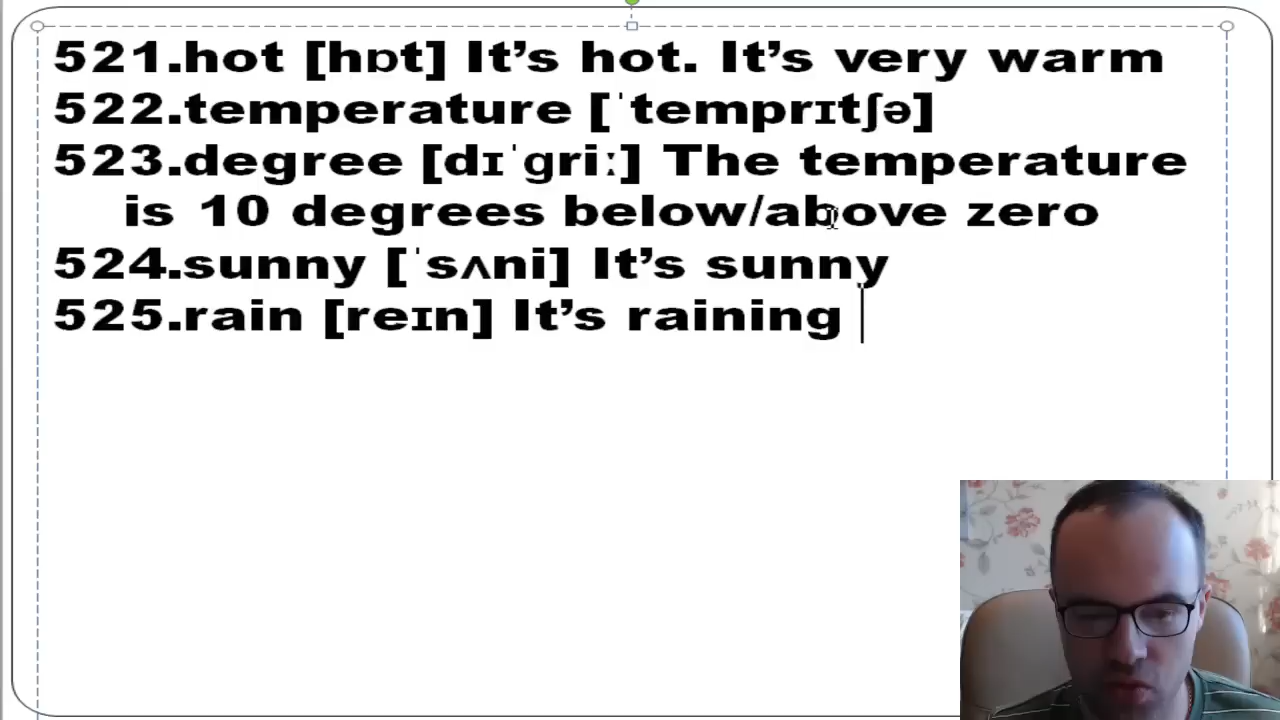 521.hot [hɒt] It’s hot. It’s very warm
522.temperature [ˈtemprɪtʃə]
523.degree [dɪˈɡriː] The temperature
is 10 degrees below/above zero
524.sunny [ˈsʌni] It’s sunny
525.rain [reɪn] It’s raining